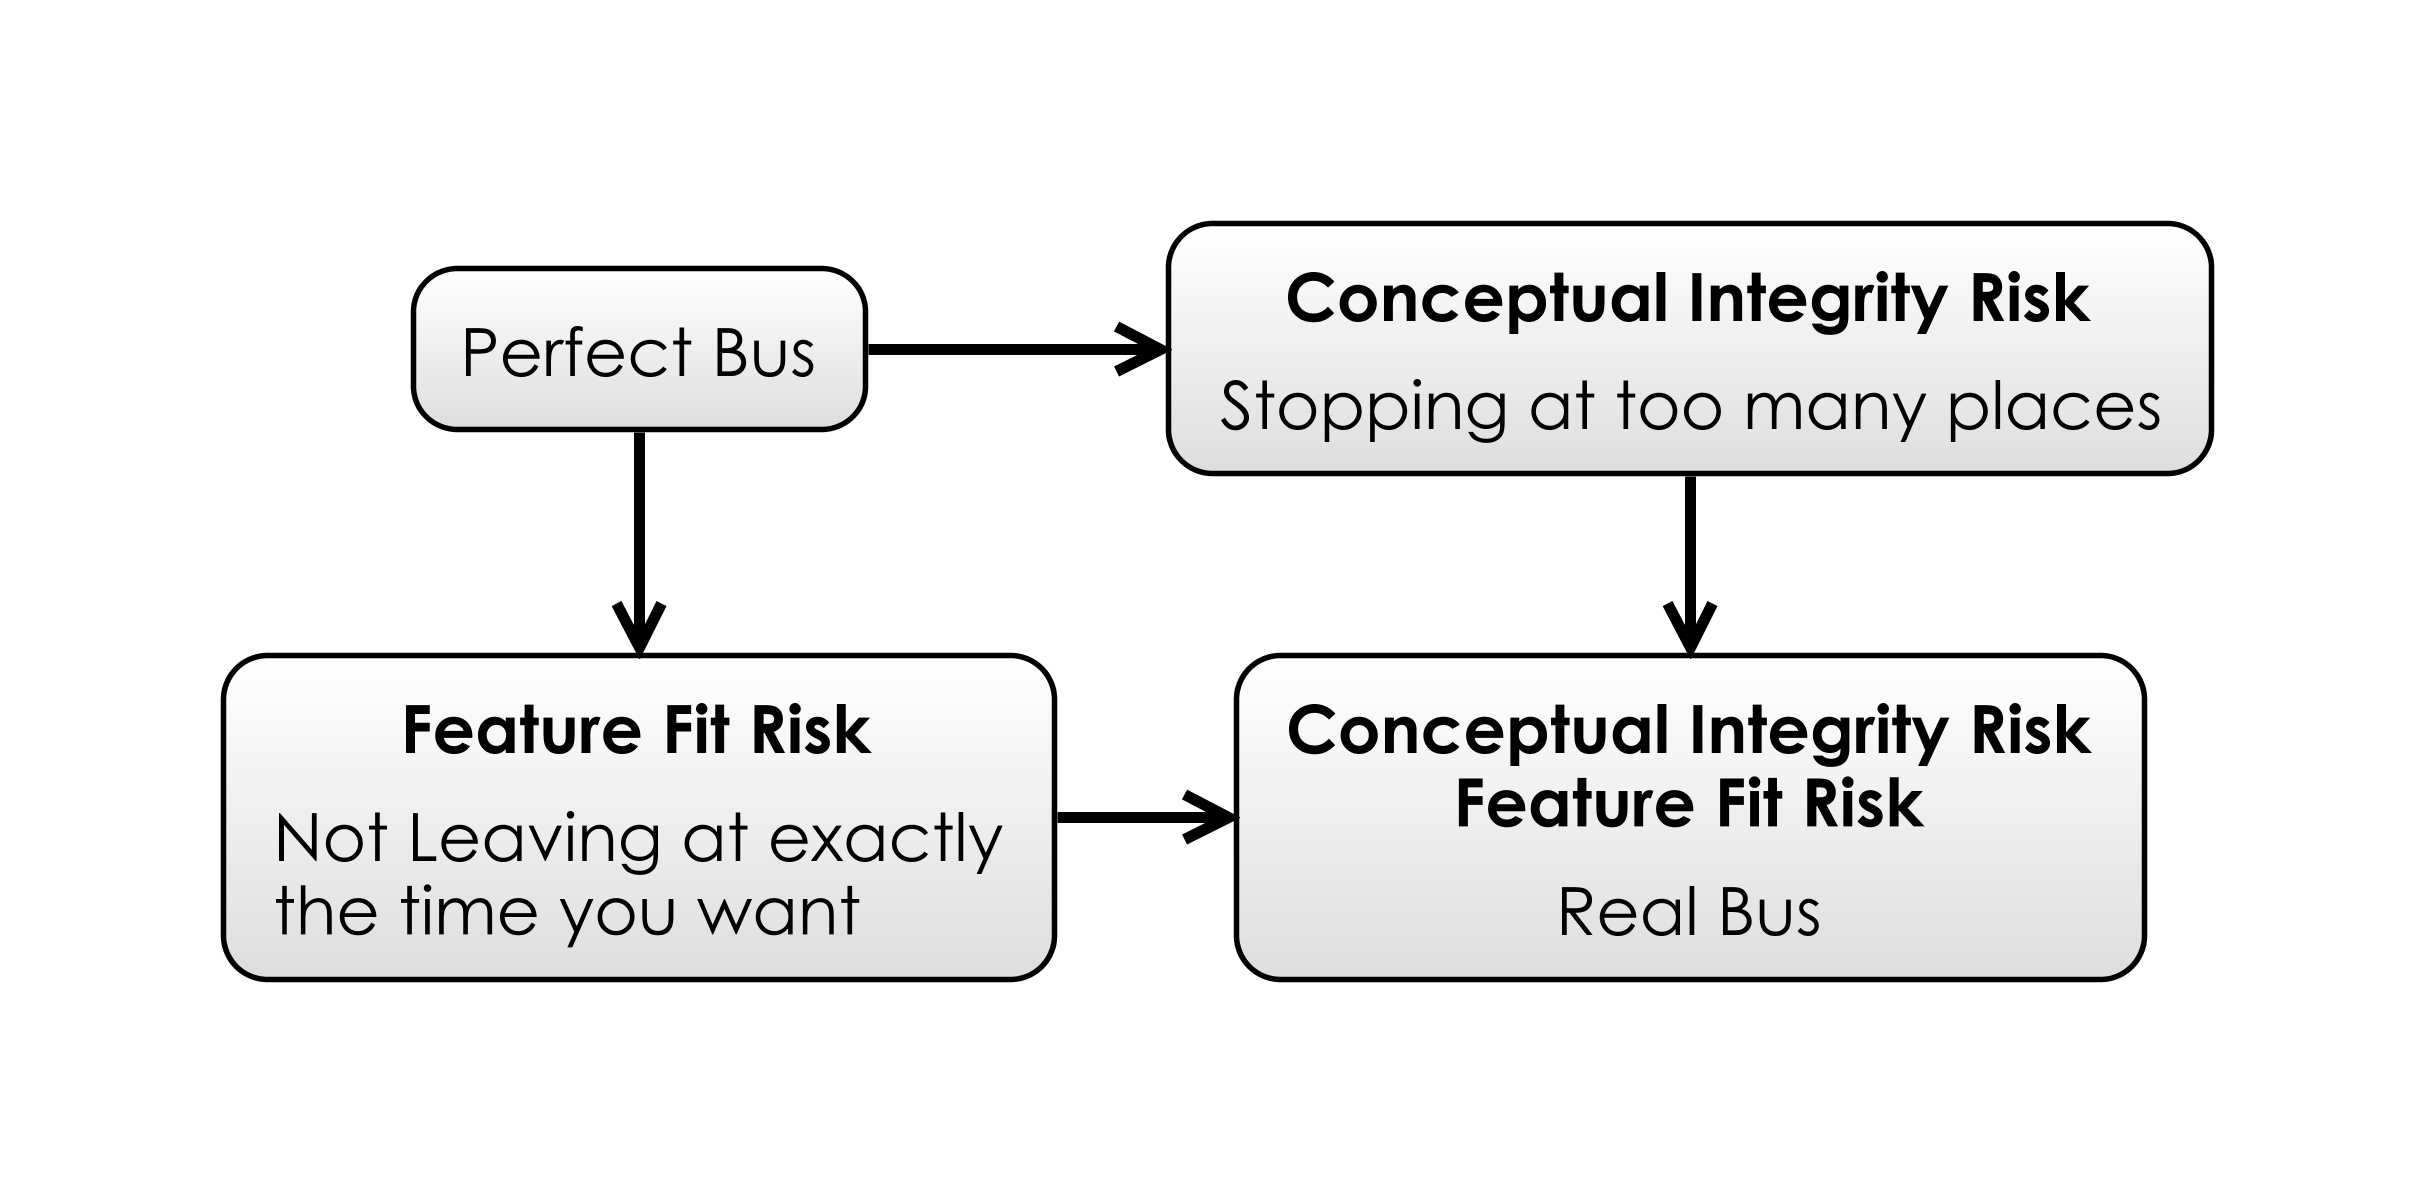 Perfect Bus
Conceptual Integrity Risk
Stopping at too many places
Feature Fit Risk
Not Leaving at exactly
the time you want
Conceptual Integrity Risk
Feature Fit Risk
Real Bus